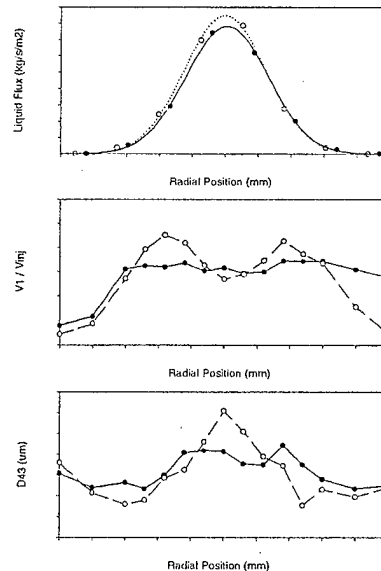 Liquid Flux (kg/s/m2)
Radial Position (mm)
V1 / Vinj
Radial Position (mm)
D43 (um)
Radial Position (mm)